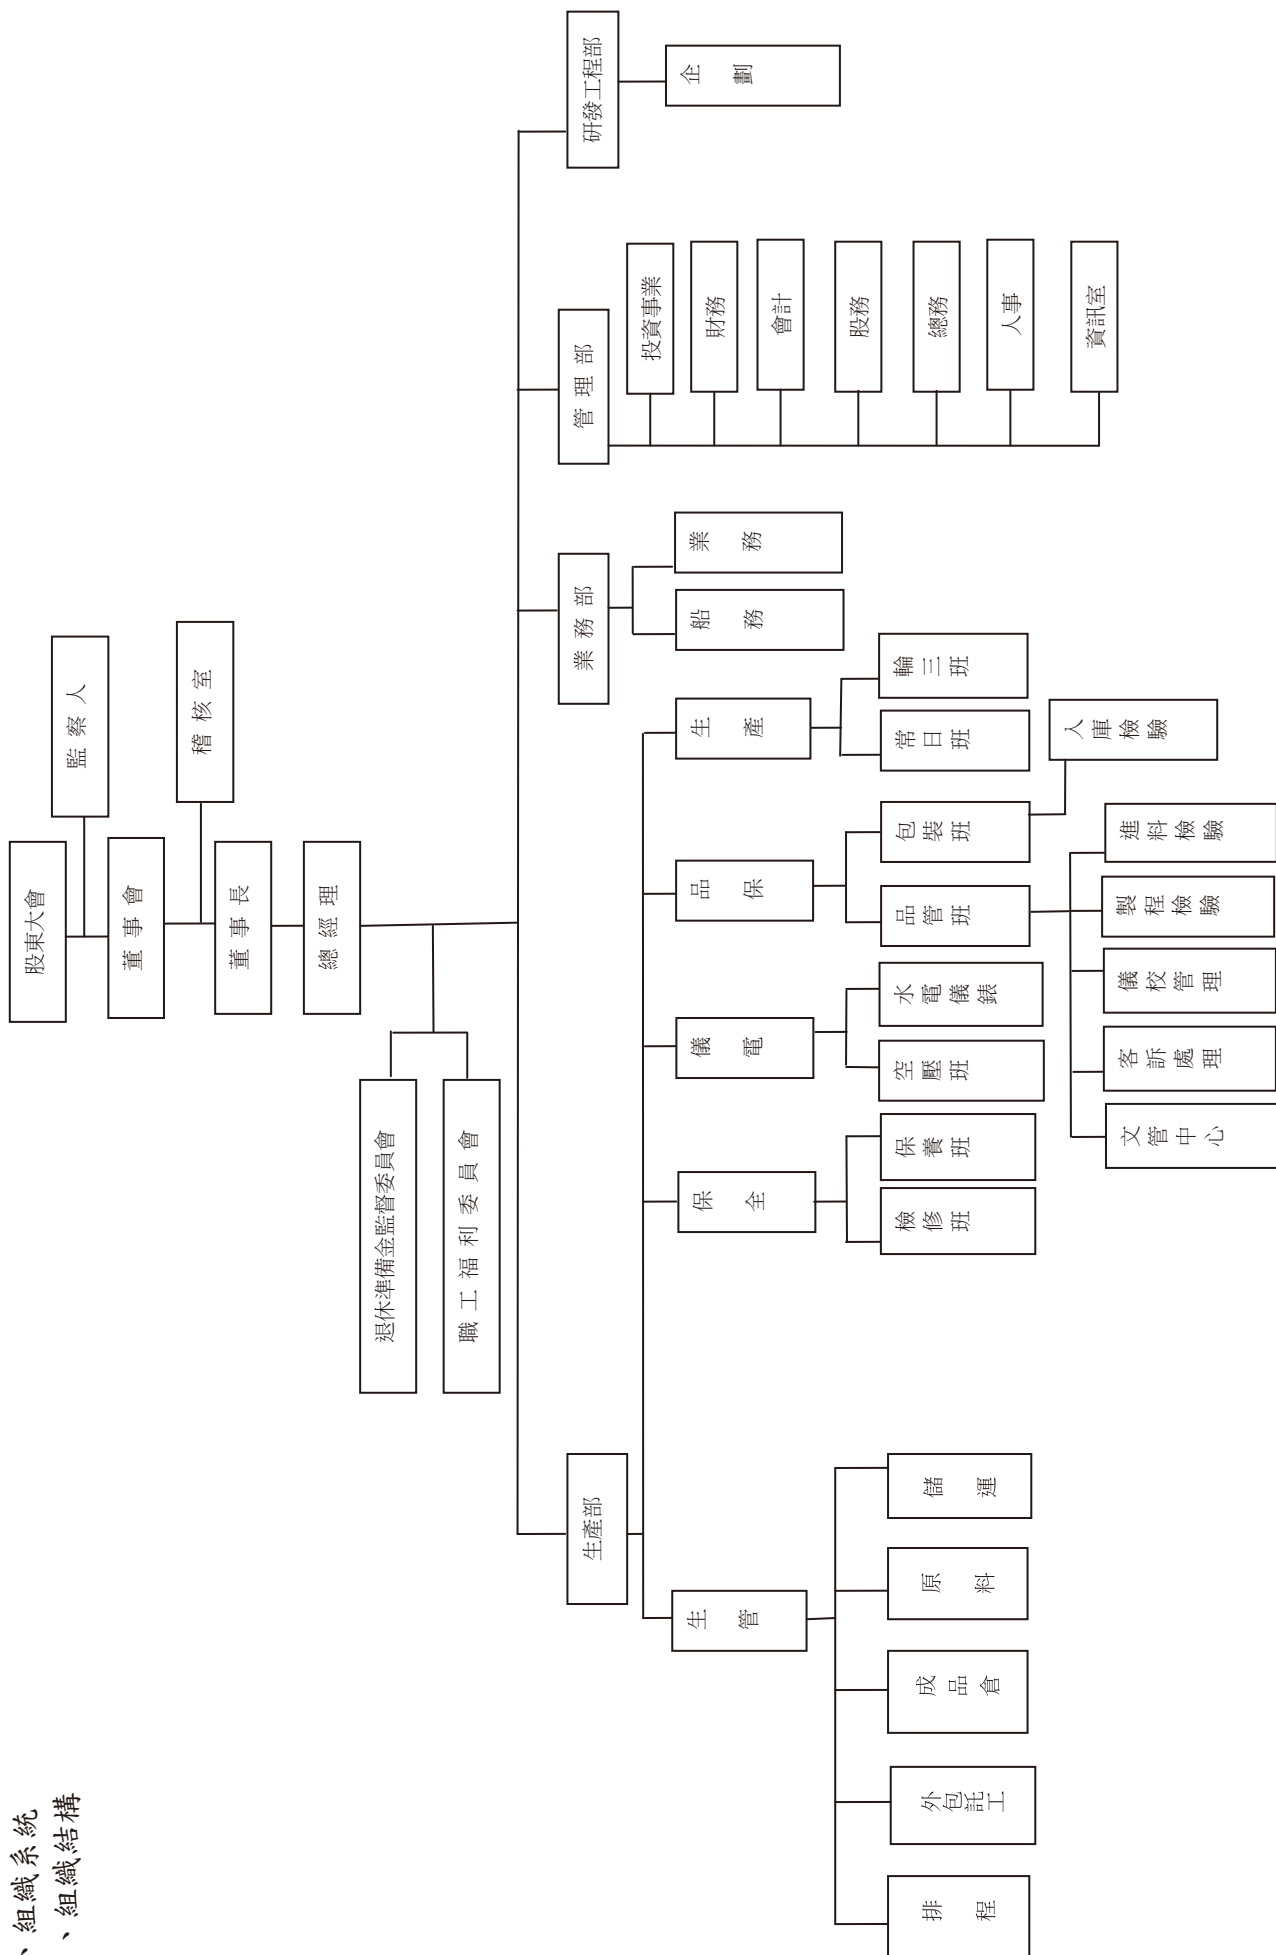 、組織系統
、組織結構
股東大會
監察人
董事會
稽核室
董事長
總經理
退休準備金監督委員會
職工福利委員會
生產部
業務部
管理部
研發工程部
生管
保全
儀電
品保
生產
船務
業務
投資事業
財務
會計
股務
總務
人事
資訊室
企劃
排程
外包託工
成品倉
原料
儲運
檢修班
保養班
空壓班
水電儀錶
品管班
包裝班
常日班
輪三班
文管中心
客訴處理
儀校管理
製程檢驗
進料檢驗
入庫檢驗